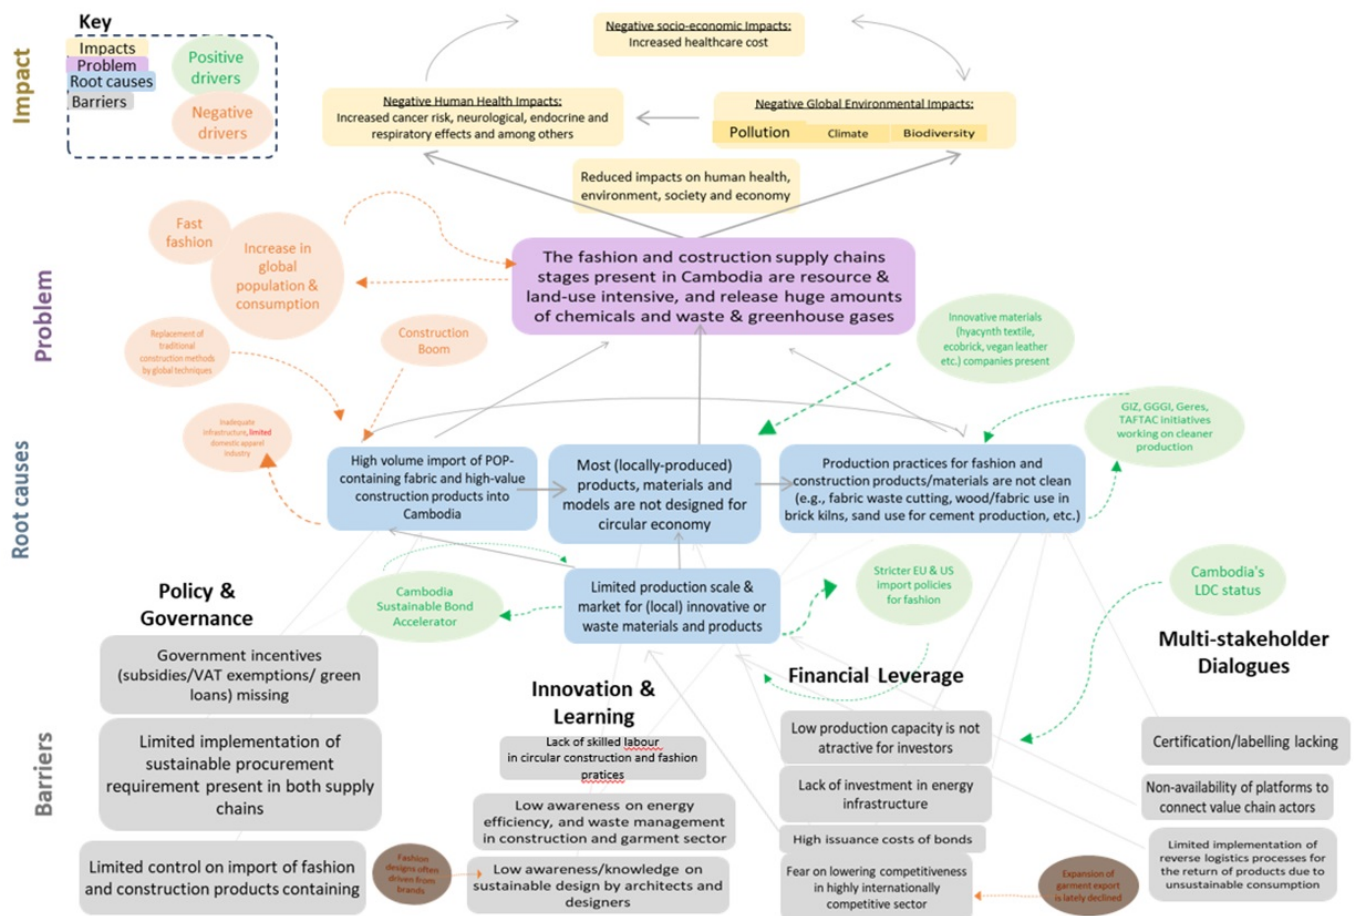 Key
Impacts
Problem
Root causes
Barriers
Positive
drivers
Negative
drivers
Impact
Negative socio-economic Impacts:
Increased healthcare cost
Negative Human Health Impacts:
Increased cancer risk, neurological, endocrine and
respiratory effects and among others
Negative Global Environmental Impacts:
Pollution
Climate
Biodiversity
Reduced impacts on human health,
environment, society and economy
Problem
Fast
fashion
Increase in
global
population &
consumption
The fashion and costruction supply chains
stages present in Cambodia are resource &
land-use intensive, and release huge amounts
of chemicals and waste & greenhouse gases
Replacement of
traditional
construction methods
by global techniques
Construction
Boom
Innovative materials
(hyacynth textile,
ecobrick, vegan leather
etc.) companies present
Inadequate
infrastructure, limited
domestic apparel
industry
GIZ, GGGI, Geres,
TAFTAC initiatives
working on cleaner
production
Root causes
High volume import of POP-
containing fabric and high-value
construction products into
Cambodia
Most (locally-produced)
products, materials and
models are not designed for
circular economy
Production practices for fashion and
construction products/materials are not clean
(e.g., fabric waste cutting, wood/fabric use in
brick kilns, sand use for cement production, etc.)
Cambodia
Sustainable Bond
Accelerator
Limited production scale &
market for (local) innovative or
waste materials and products
Stricter EU & US
import policies
for fashion
Cambodia's
LDC status
Barriers
Policy &
Governance
Government incentives
(subsidies/VAT exemptions/ green
loans) missing
Limited implementation of
sustainable procurement
requirement present in both supply
chains
Limited control on import of fashion
and construction products containing
Fashion
designs often
driven from
brands
Innovation &
Learning
Lack of skilled labour
in circular construction and fashion
pratices
Low awareness on energy
efficiency, and waste management
in construction and garment sector
Low awareness/knowledge on
sustainable design by architects and
designers
Financial Leverage
Low production capacity is not
atractive for investors
Lack of investment in energy
infrastructure
High issuance costs of bonds
Fear on lowering competitiveness
in highly internationally
competitive sector
Expansion of
garment export
is lately declined
Multi-stakeholder
Dialogues
Certification/labelling lacking
Non-availability of platforms to
connect value chain actors
Limited implementation of
reverse logistics processes for
the return of products due to
unsustainable consumption